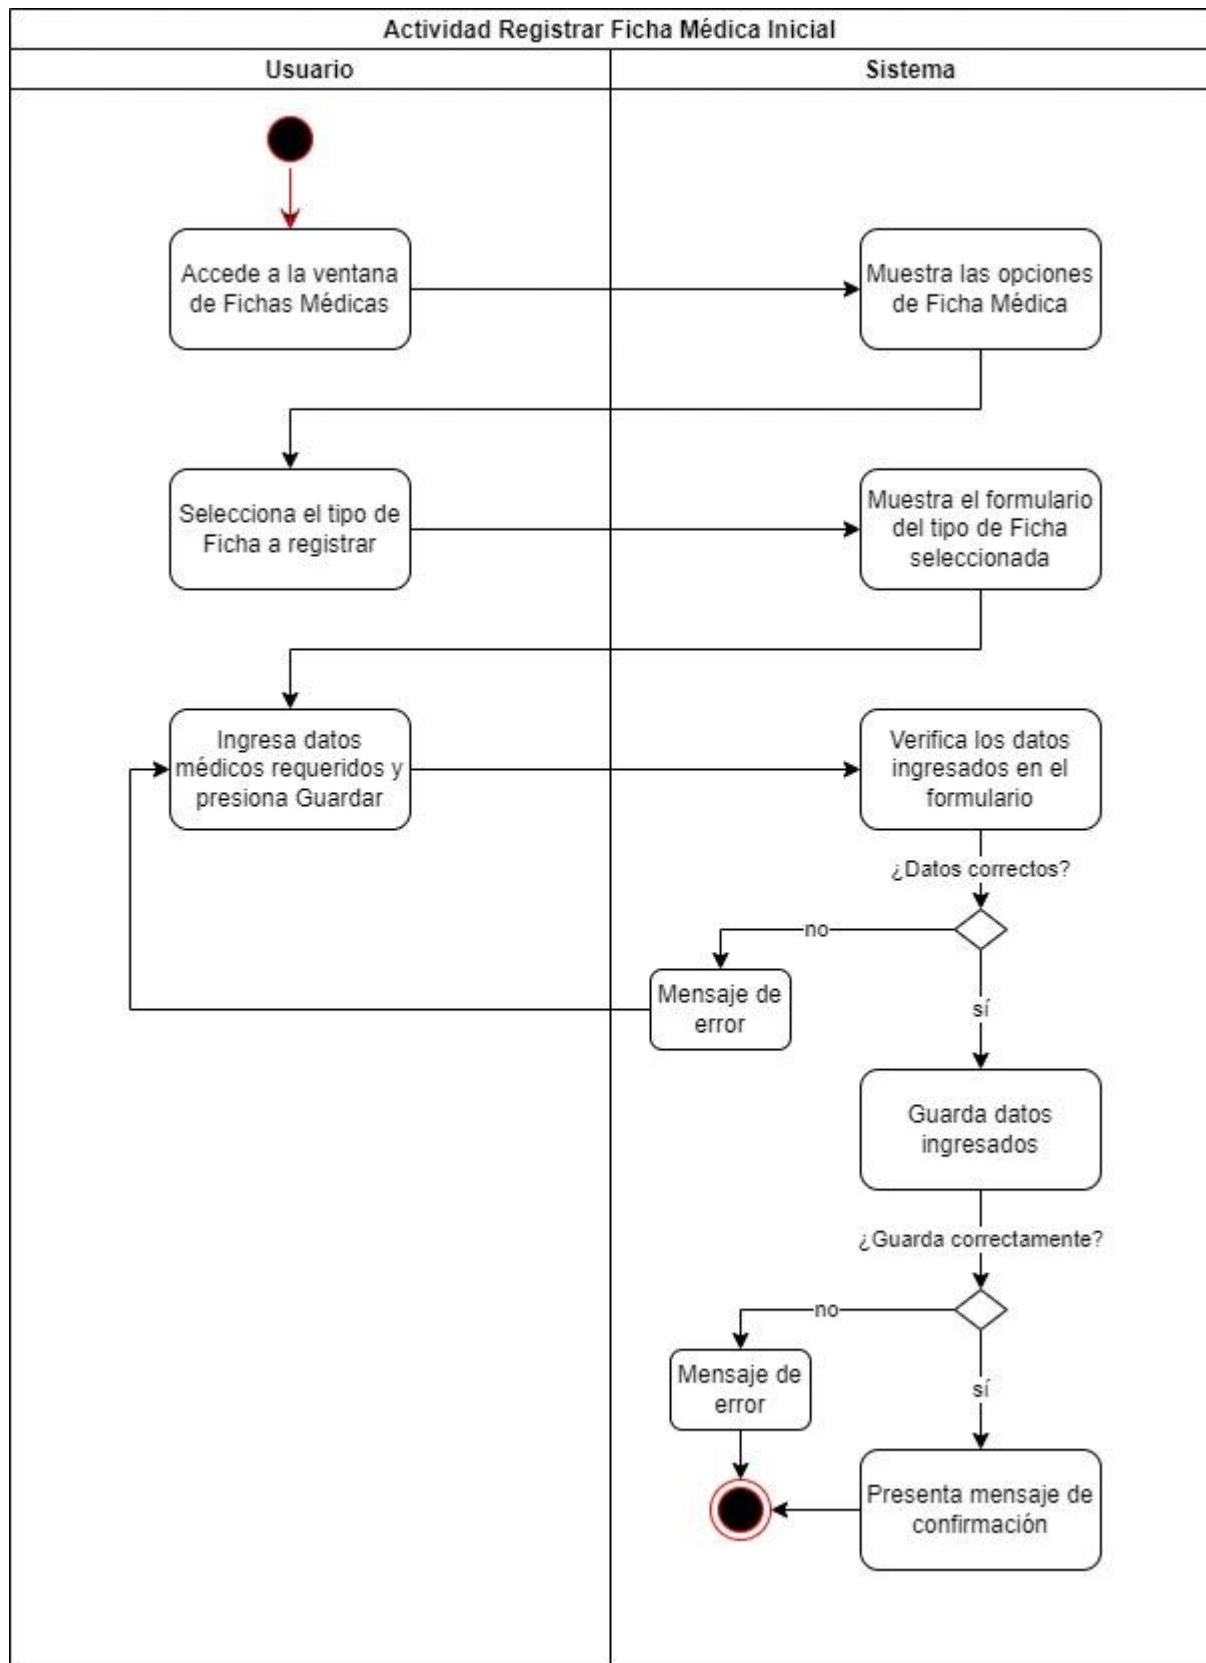 Actividad Registrar Ficha Médica Inicial
Usuario
Sistema
Accede a la ventana
de Fichas Médicas
Muestra las opciones
de Ficha Médica
Selecciona el tipo de
Ficha a registrar
Muestra el formulario
del tipo de Ficha
seleccionada
Ingresa datos
médicos requeridos y
presiona Guardar
Verifica los datos
ingresados en el
formulario
¿Datos correctos?
no
Mensaje de
error
sí
Guarda datos
ingresados
¿Guarda correctamente?
no
Mensaje de
error
sí
Presenta mensaje de
confirmación